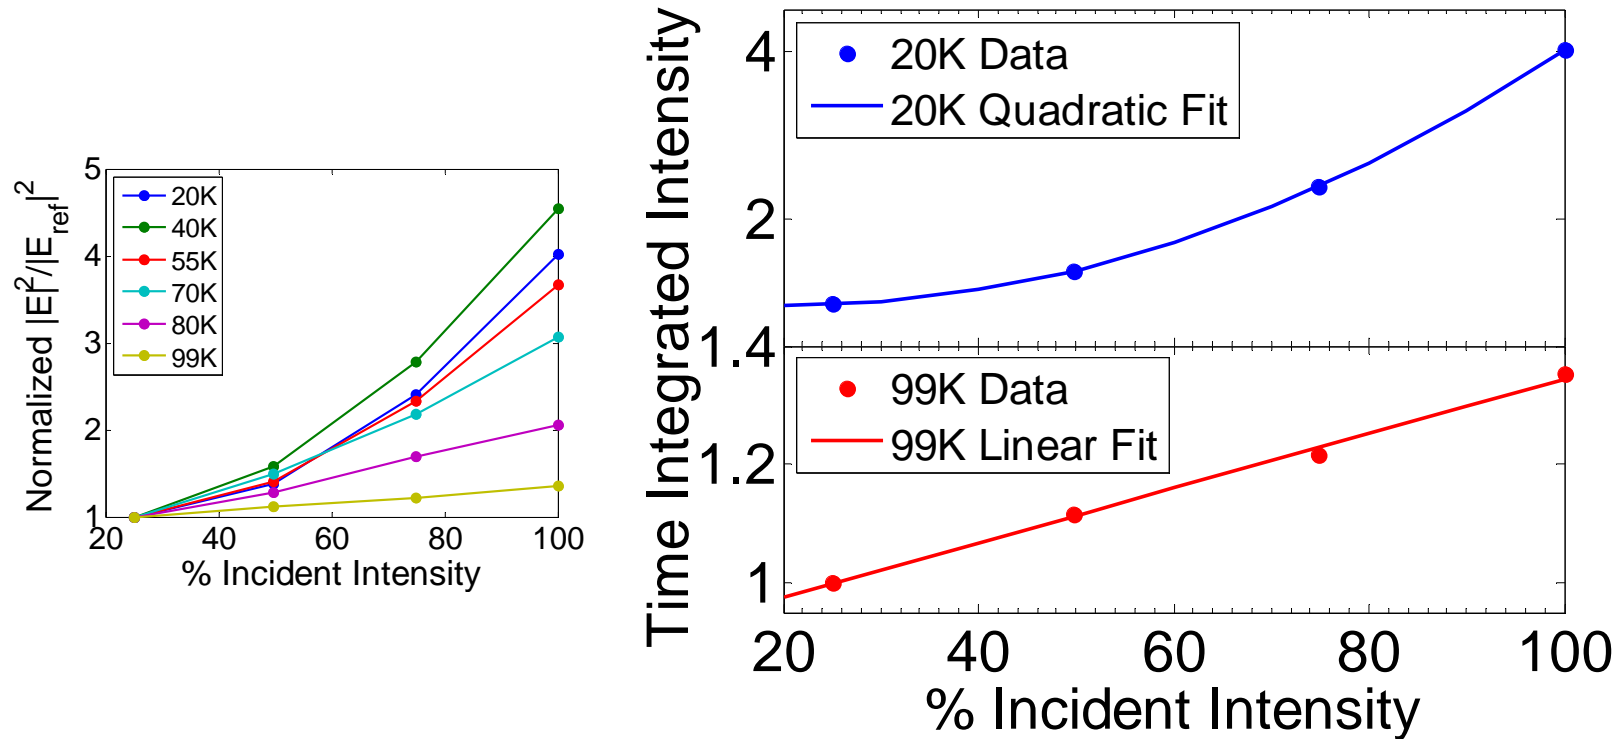 Normalized |E|²/|E_ref|²
5
4
3
2
1
20K
40K
55K
70K
80K
99K
20 40 60 80 100
% Incident Intensity
Time Integrated Intensity
4
2
20K Data
20K Quadratic Fit
1.4
1.2
1
99K Data
99K Linear Fit
20 40 60 80 100
% Incident Intensity